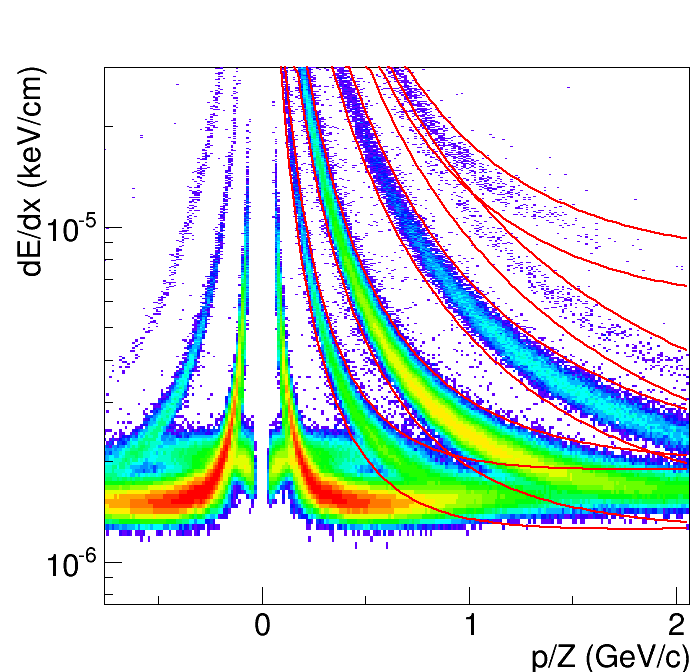 dE/dx (keV/cm)
10⁻⁵
10⁻⁶
0
1
2
p/Z (GeV/c)